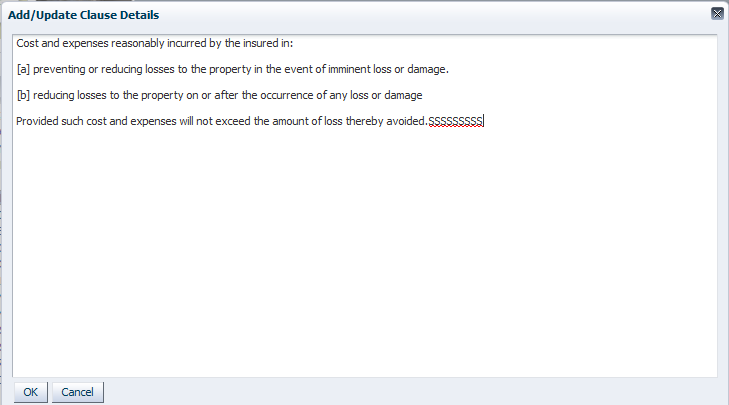 Add/Update Clause Details
Cost and expenses reasonably incurred by the insured in:
[a] preventing or reducing losses to the property in the event of imminent loss or damage.
[b] reducing losses to the property on or after the occurrence of any loss or damage
Provided such cost and expenses will not exceed the amount of loss thereby avoided.SSSSSSSSS
OK
Cancel